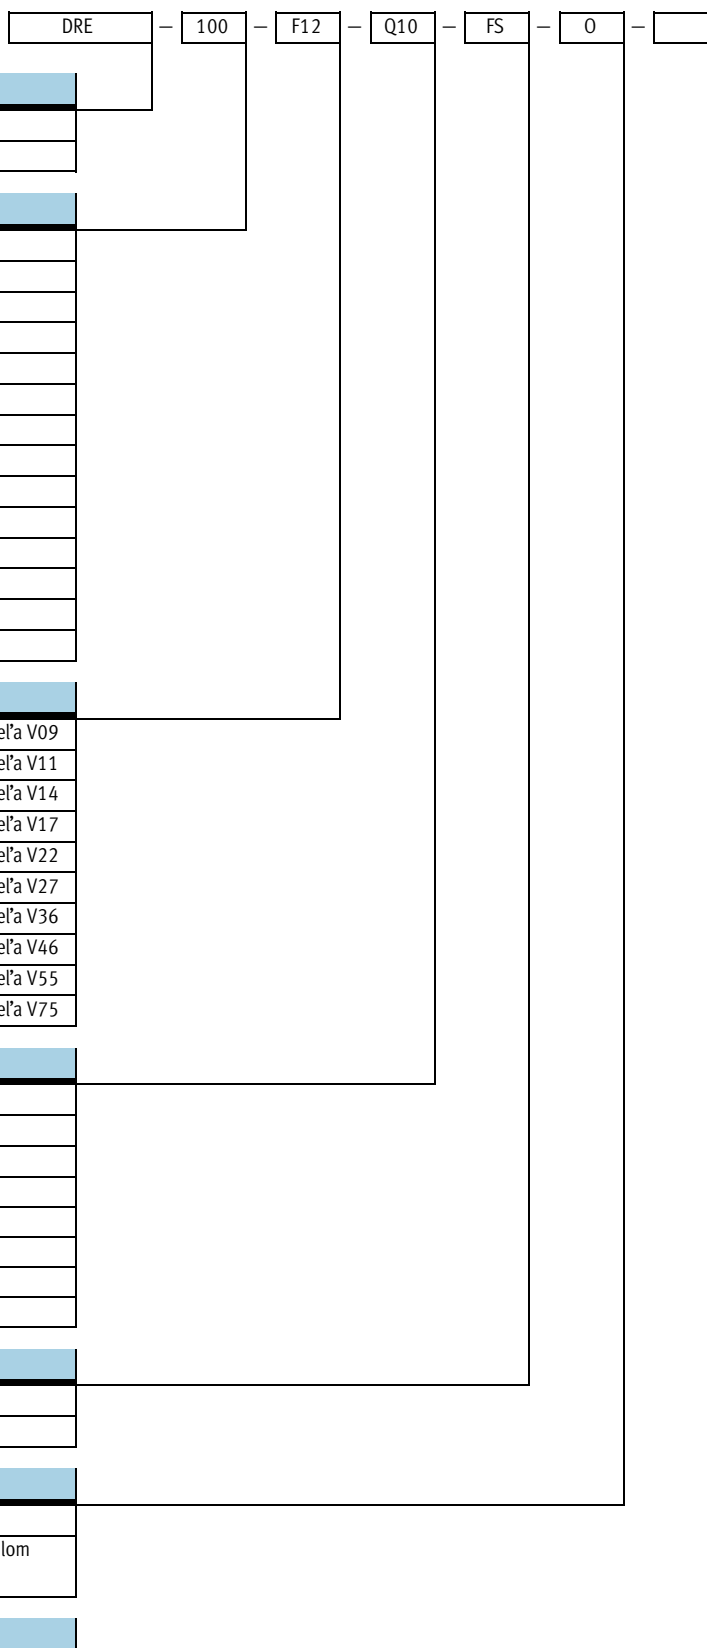 DRE – 100 – F12 – Q10 – FS – O –
el’a V09
el’a V11
el’a V14
el’a V17
el’a V22
el’a V27
el’a V36
el’a V46
el’a V55
el’a V75
lom